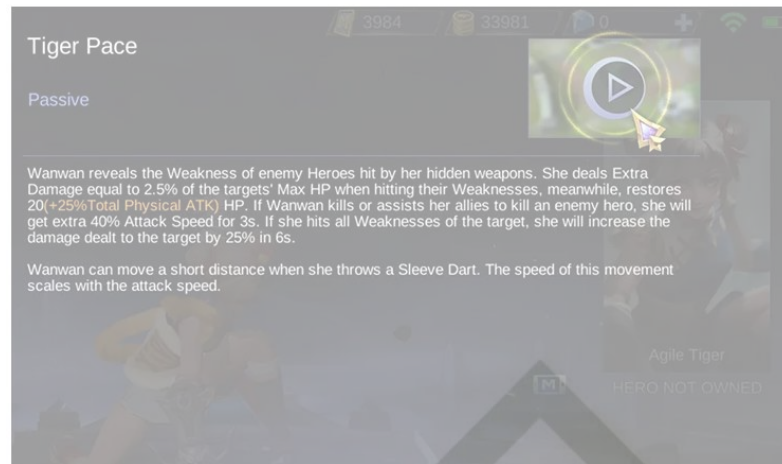 3984 33981 0
Tiger Pace
Passive
Wanwan reveals the Weakness of enemy Heroes hit by her hidden weapons. She deals Extra
Damage equal to 2.5% of the targets' Max HP when hitting their Weaknesses, meanwhile, restores
20(+25%Total Physical ATK) HP. If Wanwan kills or assists her allies to kill an enemy hero, she will
get extra 40% Attack Speed for 3s. If she hits all Weaknesses of the target, she will increase the
damage dealt to the target by 25% in 6s.
Wanwan can move a short distance when she throws a Sleeve Dart. The speed of this movement
scales with the attack speed.
Agile Tiger
M HERO NOT OWNED